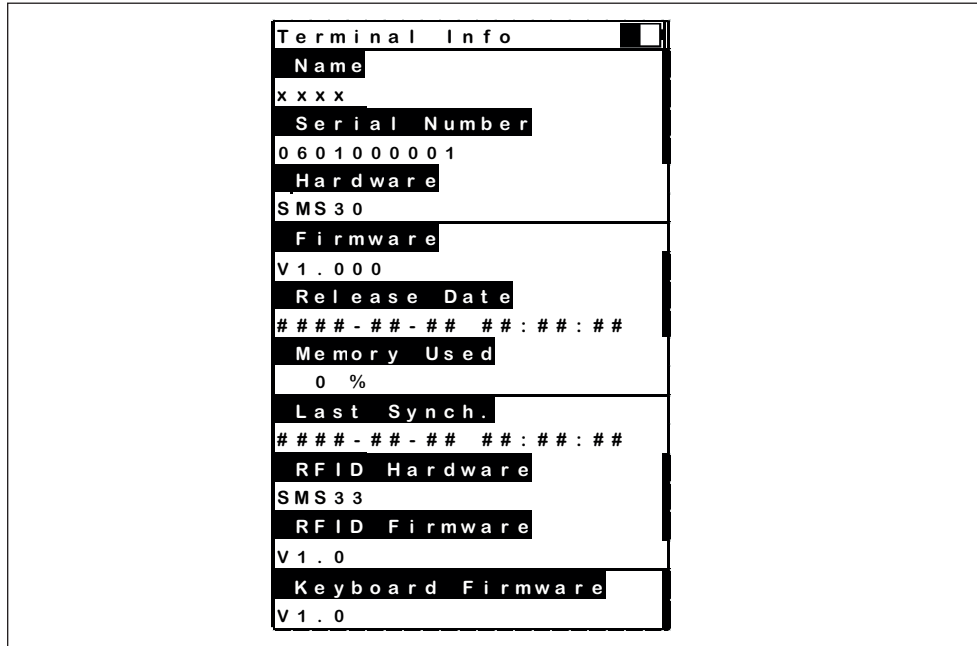 Terminal Info
Name
xxxx
Serial Number
0601000001
Hardware
SMS30
Firmware
V1.000
Release Date
####-##-## ##:##:##
Memory Used
0 %
Last Synch.
####-##-## ##:##:##
RFID Hardware
SMS33
RFID Firmware
V1.0
Keyboard Firmware
V1.0